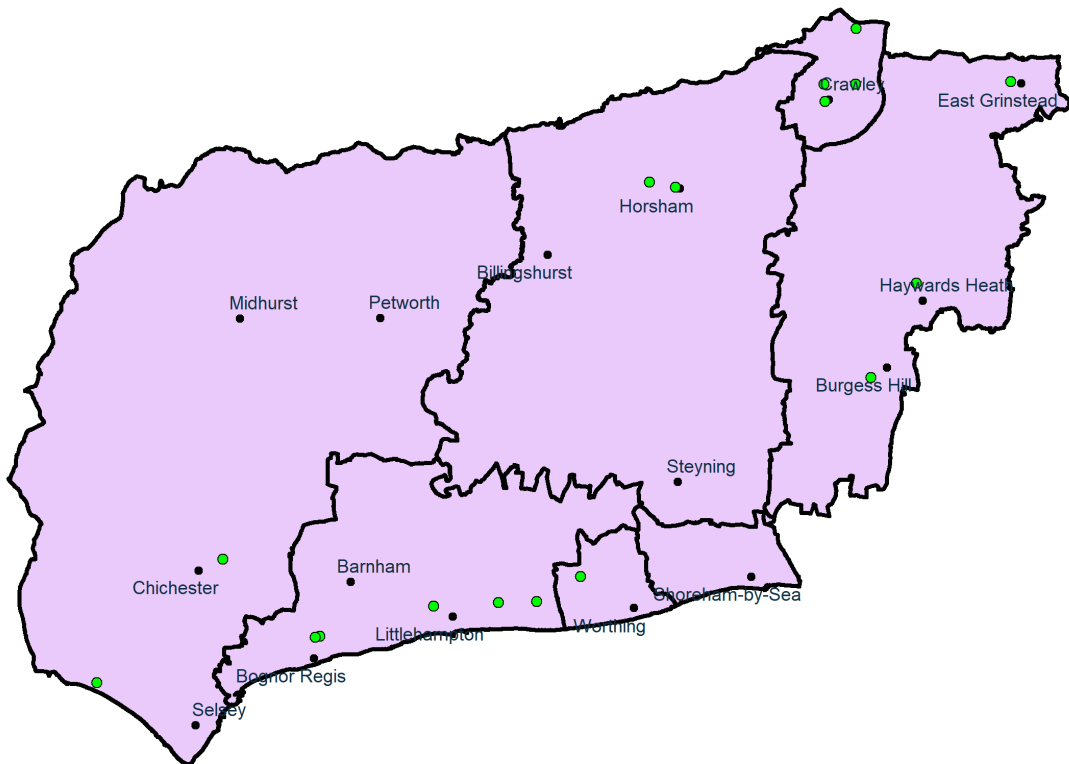 Crawley
East Grinstead
Horsham
Billingshurst
Haywards Heath
Midhurst
Petworth
Burgess Hill
Steyning
Barnham
Chichester
Shoreham-by-Sea
Worthing
Littlehampton
Bognor Regis
Selsey